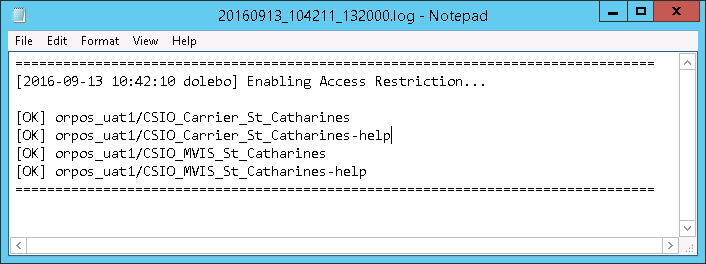 20160913_104211_132000.log - Notepad
File Edit Format View Help
================================================================================
[2016-09-13 10:42:10 dolebo] Enabling Access Restriction...
[OK] orpos_uat1/CSIO_Carrier_St_Catharines
[OK] orpos_uat1/CSIO_Carrier_St_Catharines-help
[OK] orpos_uat1/CSIO_MVIS_St_Catharines
[OK] orpos_uat1/CSIO_MVIS_St_Catharines-help
================================================================================